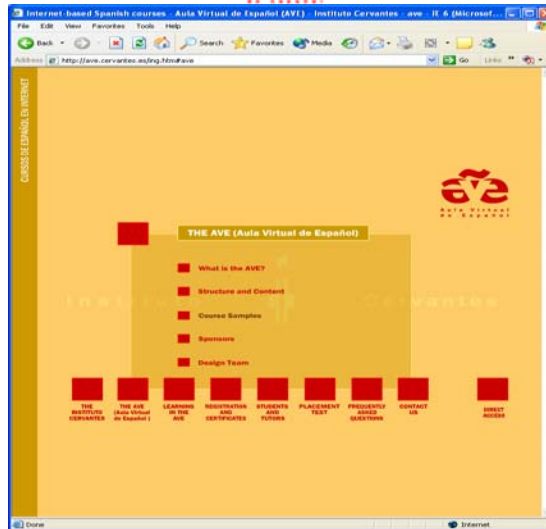 Internet-based Spanish courses - Aula Virtual de Español (AVE) - Instituto Cervantes - ave - IE 6 (Microsof...
File Edit View Favorites Tools Help
Back Search Favorites Media
Address http://ave.cervantes.es/ing.htm#ave Go Links
CURSOS DE ESPAÑOL EN INTERNET
ave
Aula Virtual
de Español
THE AVE (Aula Virtual de Español)
What is the AVE?
Structure and Content
Instituto Cervantes
Course Samples
Sponsors
Design Team
THE INSTITUTO CERVANTES
THE AVE (Aula Virtual de Español )
LEARNING IN THE AVE
REGISTRATION AND CERTIFICATES
STUDENTS AND TUTORS
PLACEMENT TEST
FREQUENTLY ASKED QUESTIONS
CONTACT US
DIRECT ACCESS
Done Internet